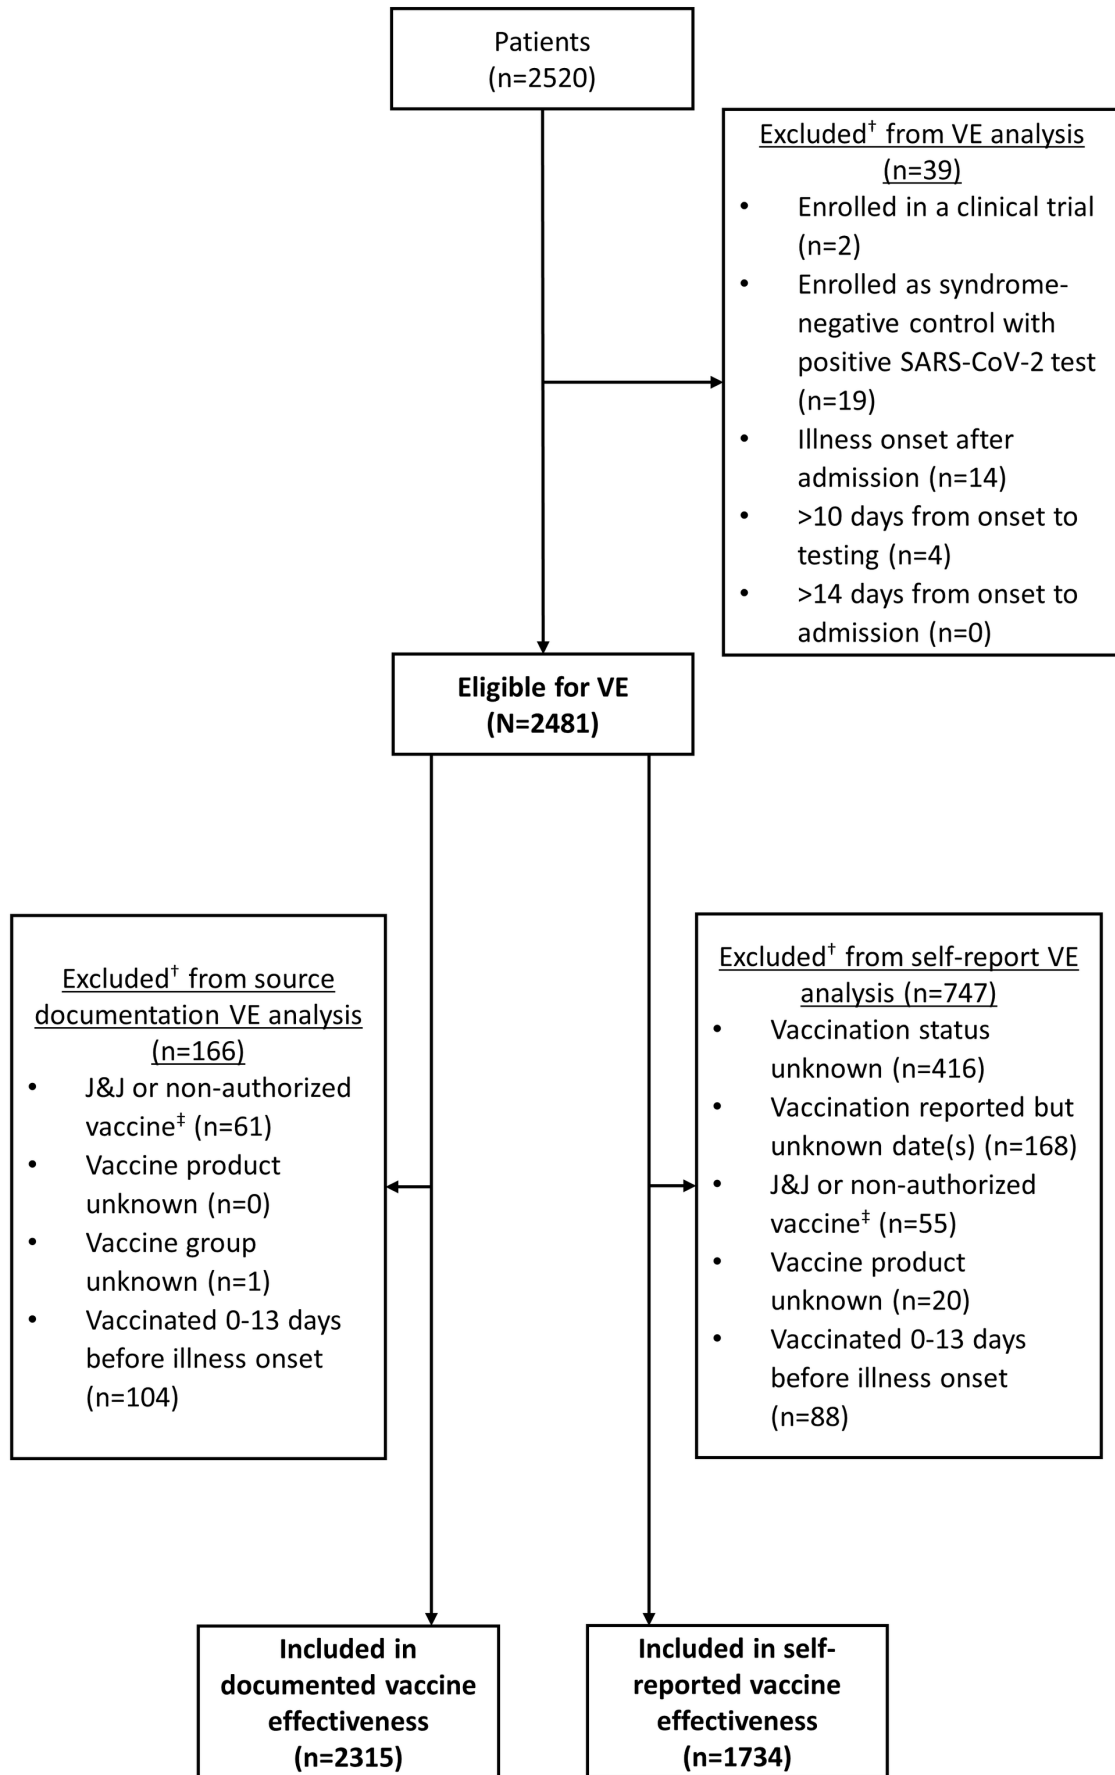 Patients
(n=2520)
Excluded† from VE analysis
(n=39)
• Enrolled in a clinical trial
(n=2)
• Enrolled as syndrome-
negative control with
positive SARS-CoV-2 test
(n=19)
• Illness onset after
admission (n=14)
• >10 days from onset to
testing (n=4)
• >14 days from onset to
admission (n=0)
Eligible for VE
(N=2481)
Excluded† from source
documentation VE analysis
(n=166)
• J&J or non-authorized
vaccine‡ (n=61)
• Vaccine product
unknown (n=0)
• Vaccine group
unknown (n=1)
• Vaccinated 0-13 days
before illness onset
(n=104)
Excluded† from self-report VE
analysis (n=747)
• Vaccination status
unknown (n=416)
• Vaccination reported but
unknown date(s) (n=168)
• J&J or non-authorized
vaccine‡ (n=55)
• Vaccine product
unknown (n=20)
• Vaccinated 0-13 days
before illness onset
(n=88)
Included in
documented vaccine
effectiveness
(n=2315)
Included in self-
reported vaccine
effectiveness
(n=1734)